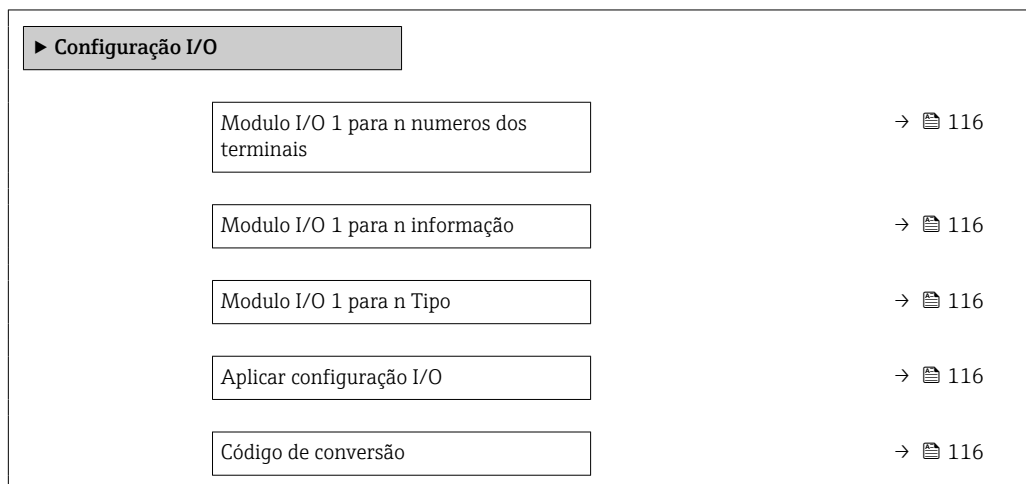 ▶ Configuração I/O
Modulo I/O 1 para n numeros dos
terminais
→ 116
Modulo I/O 1 para n informação
→ 116
Modulo I/O 1 para n Tipo
→ 116
Aplicar configuração I/O
→ 116
Código de conversão
→ 116